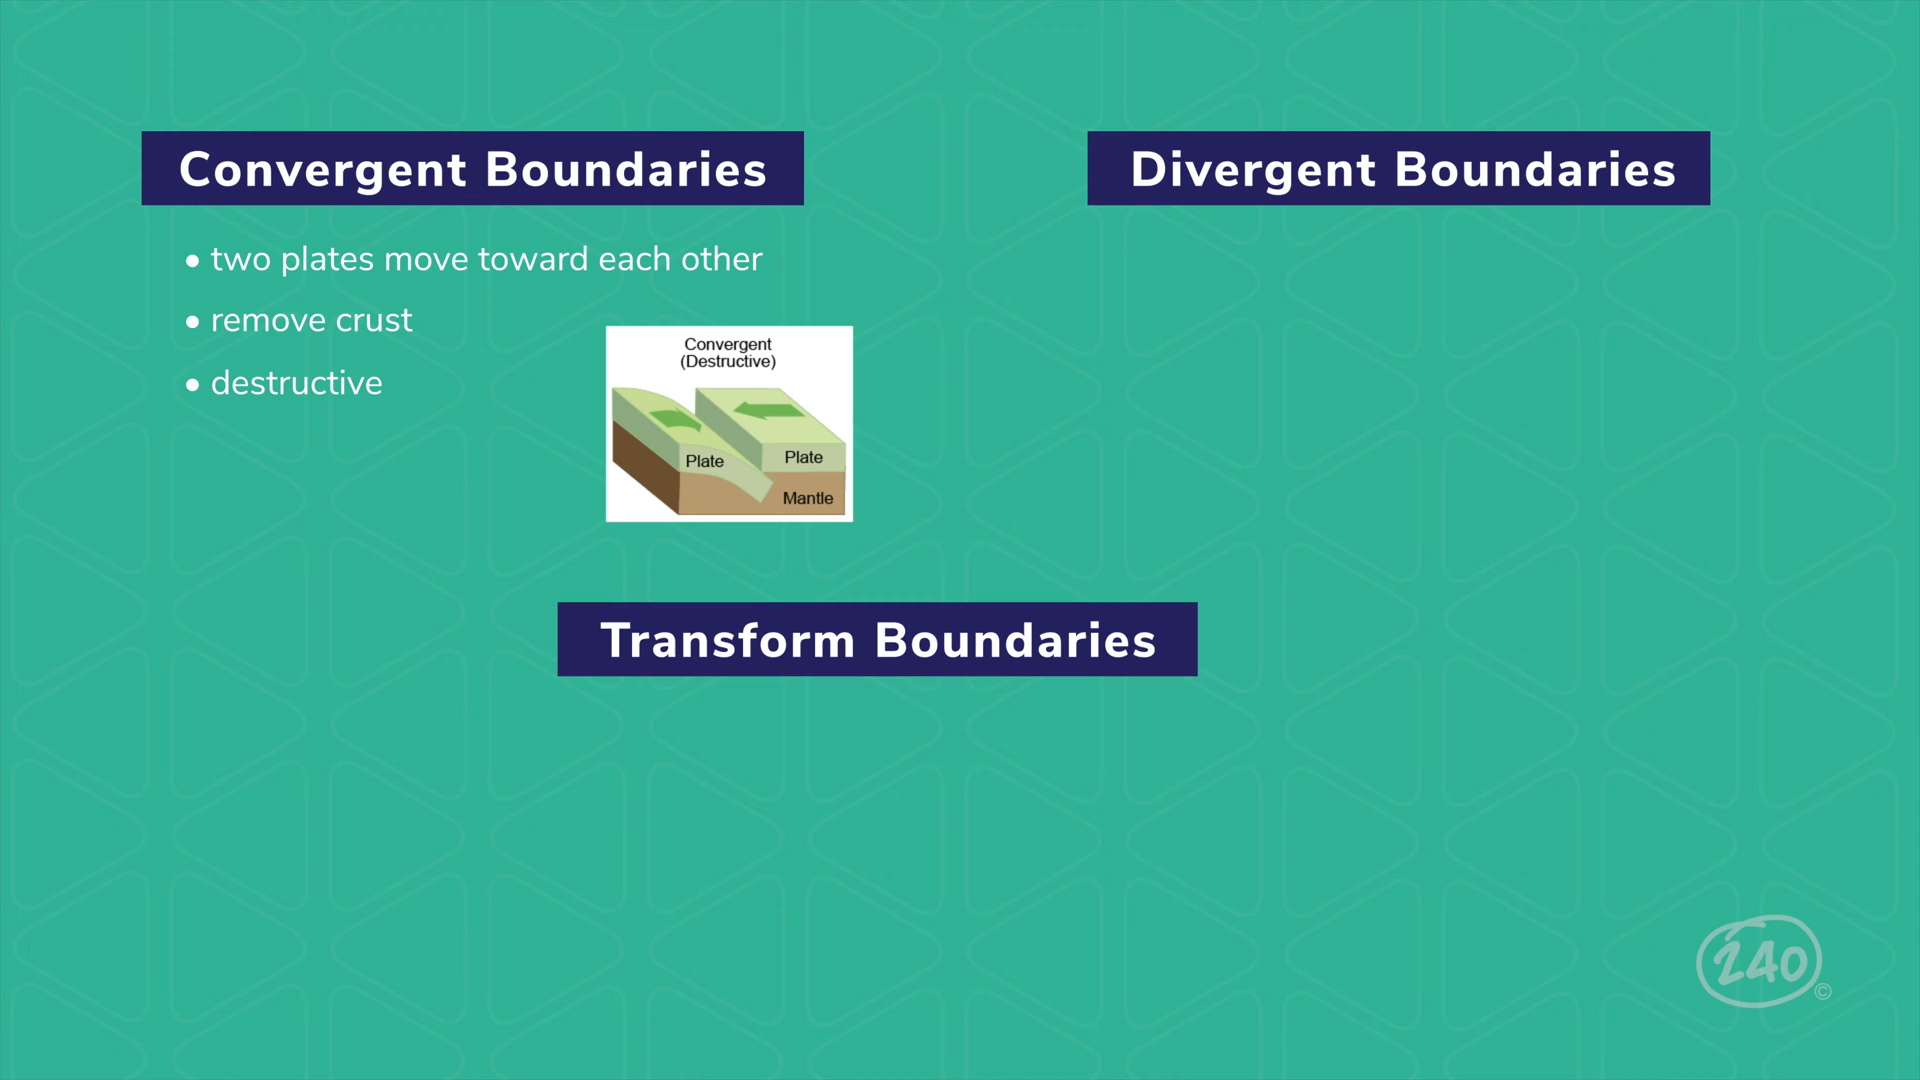 Convergent Boundaries
• two plates move toward each other
• remove crust
• destructive
Convergent
(Destructive)
Plate
Plate
Mantle
Divergent Boundaries
Transform Boundaries
240
©